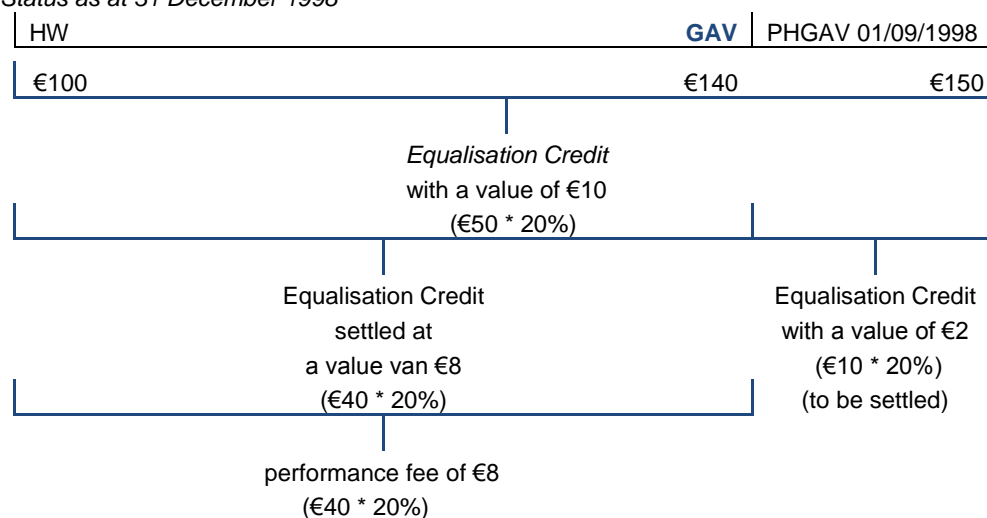 Status as at 31 December 1998
HW GAV PHGAV 01/09/1998
€100 €140 €150
Equalisation Credit
with a value of €10
(€50 * 20%)
Equalisation Credit
settled at
a value van €8
(€40 * 20%)
Equalisation Credit
with a value of €2
(€10 * 20%)
(to be settled)
performance fee of €8
(€40 * 20%)